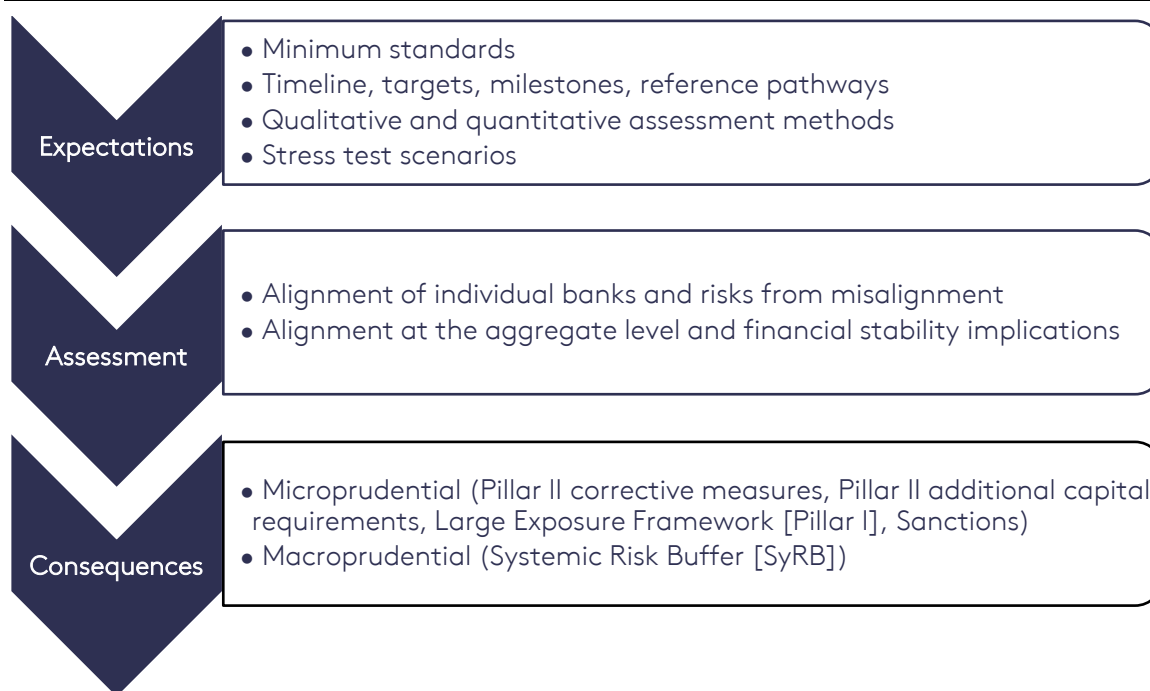 Expectations
• Minimum standards
• Timeline, targets, milestones, reference pathways
• Qualitative and quantitative assessment methods
• Stress test scenarios
Assessment
• Alignment of individual banks and risks from misalignment
• Alignment at the aggregate level and financial stability implications
Consequences
• Microprudential (Pillar II corrective measures, Pillar II additional capital
requirements, Large Exposure Framework [Pillar I], Sanctions)
• Macroprudential (Systemic Risk Buffer [SyRB])